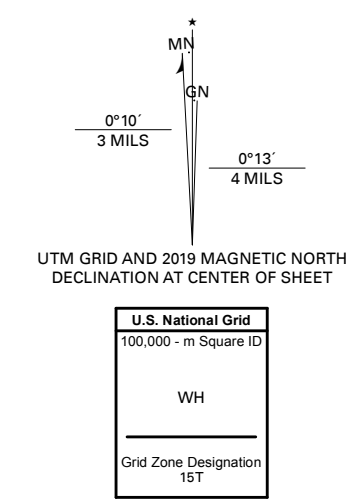 ★
MN
GN
0°10´
3 MILS
0°13´
4 MILS
UTM GRID AND 2019 MAGNETIC NORTH
DECLINATION AT CENTER OF SHEET
U.S. National Grid
100,000 - m Square ID
WH
Grid Zone Designation
15T